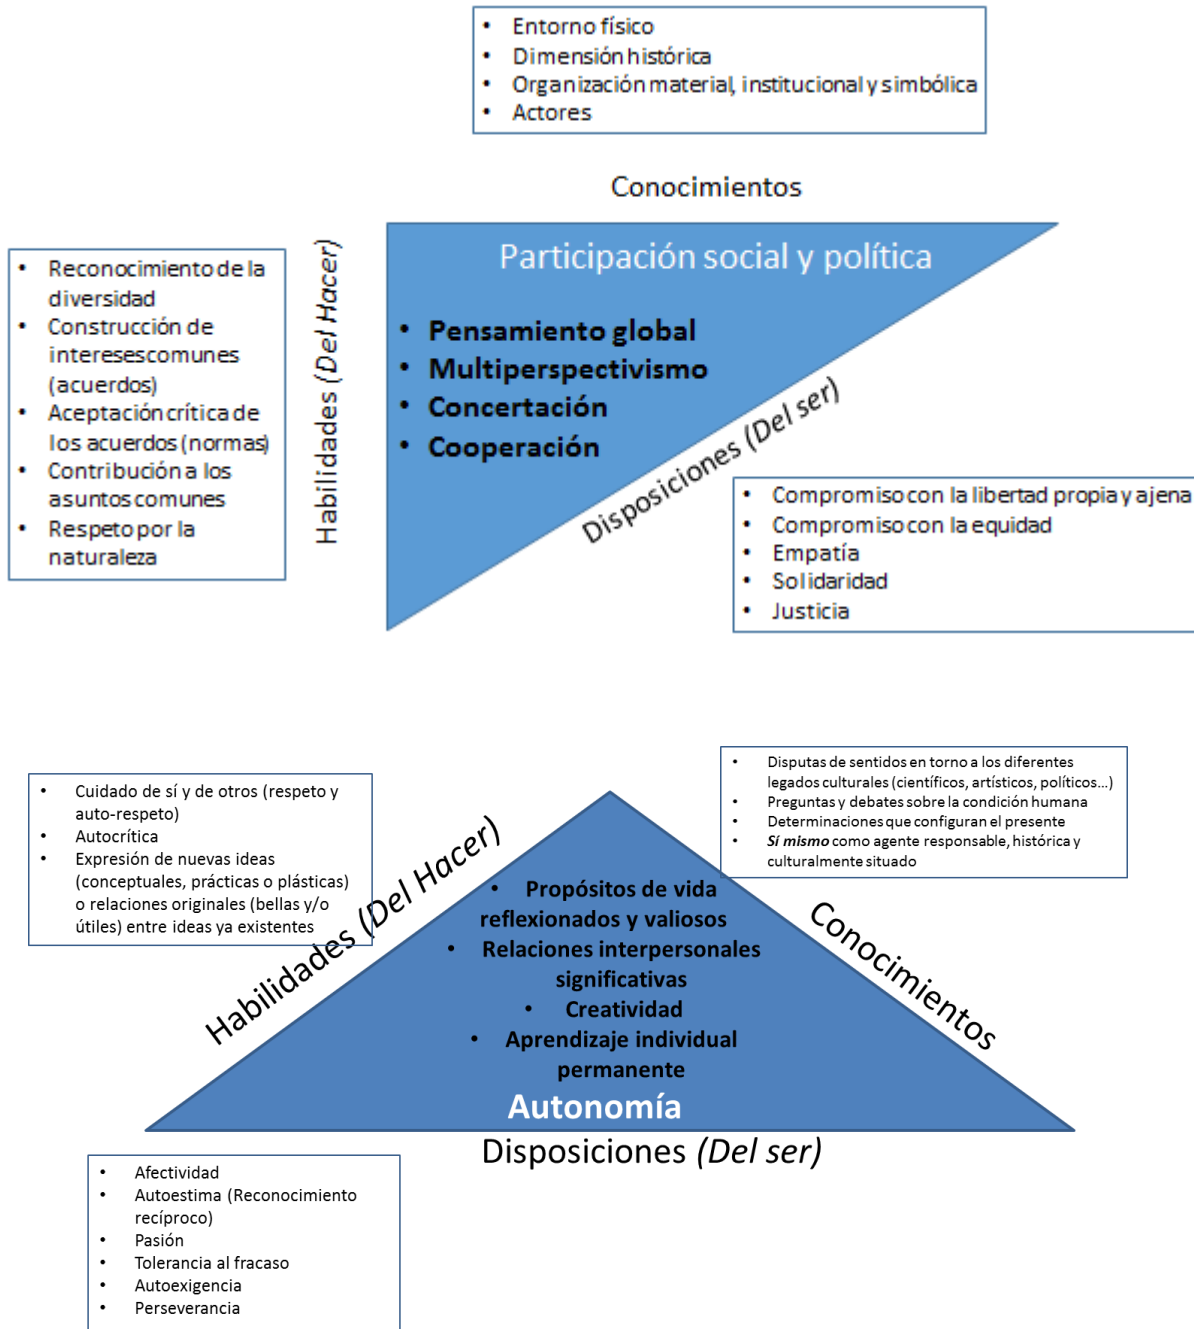 • Entorno físico
• Dimensión histórica
• Organización material, institucional y simbólica
• Actores
Conocimientos
Participación social y política
• Pensamiento global
• Multiperspectivismo
• Concertación
• Cooperación
Habilidades (Del Hacer)
• Reconocimiento de la
diversidad
• Construcción de
intereses comunes
(acuerdos)
• Aceptación crítica de
los acuerdos (normas)
• Contribución a los
asuntos comunes
• Respeto por la
naturaleza
Disposiciones (Del ser)
• Compromiso con la libertad propia y ajena
• Compromiso con la equidad
• Empatía
• Solidaridad
• Justicia
• Cuidado de sí y de otros (respeto y
auto-respeto)
• Autocrítica
• Expresión de nuevas ideas
(conceptuales, prácticas o plásticas)
o relaciones originales (bellas y/o
útiles) entre ideas ya existentes
Habilidades (Del Hacer)
• Disputas de sentidos en torno a los diferentes
legados culturales (científicos, artísticos, políticos...)
• Preguntas y debates sobre la condición humana
• Determinaciones que configuran el presente
• Sí mismo como agente responsable, histórica y
culturalmente situado
Conocimientos
• Propósitos de vida
reflexionados y valiosos
• Relaciones interpersonales
significativas
• Creatividad
• Aprendizaje individual
permanente
Autonomía
Disposiciones (Del ser)
• Afectividad
• Autoestima (Reconocimiento
recíproco)
• Pasión
• Tolerancia al fracaso
• Autoexigencia
• Perseverancia